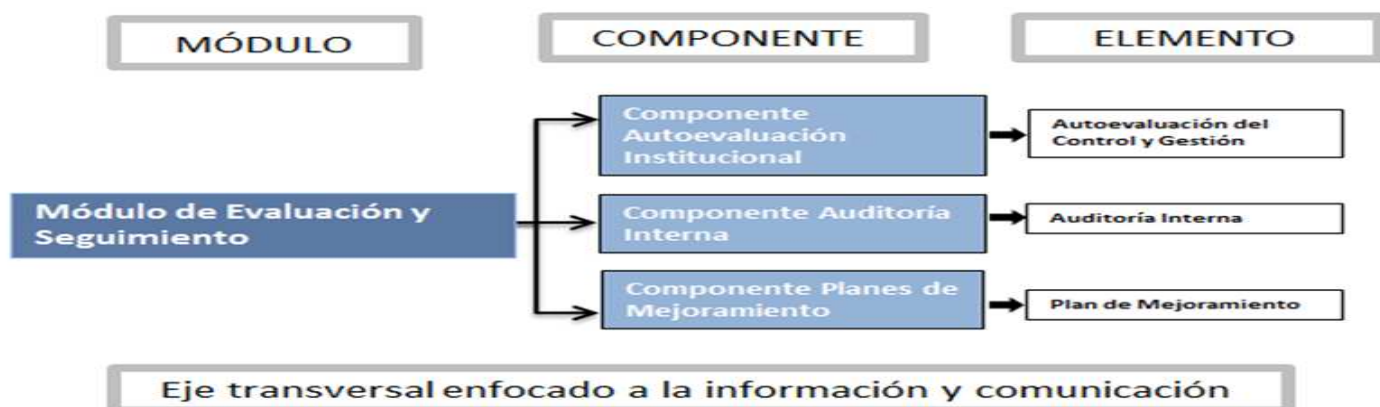 MÓDULO
COMPONENTE
ELEMENTO
Módulo de Evaluación y
Seguimiento
Componente
Autoevaluación
Institucional
Autoevaluación del
Control y Gestión
Componente Auditoría
Interna
Auditoría Interna
Componente Planes de
Mejoramiento
Plan de Mejoramiento
Eje transversal enfocado a la información y comunicación